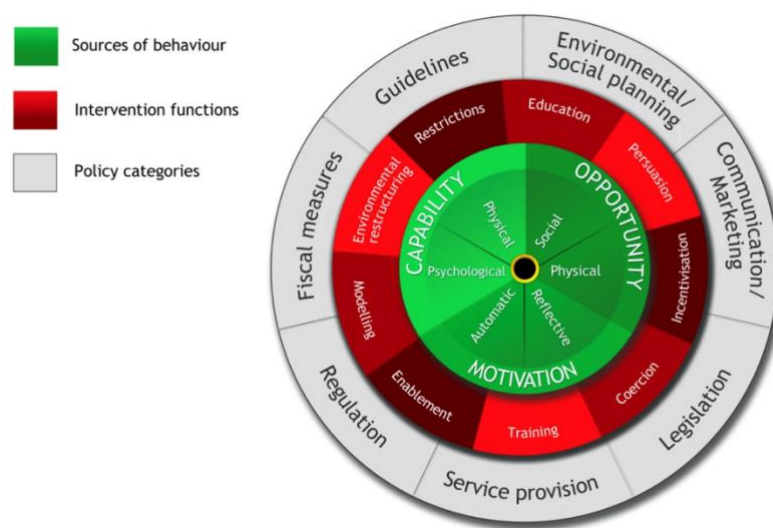 Sources of behaviour
Intervention functions
Policy categories
Guidelines
Environmental/
Social planning
Communication/
Marketing
Legislation
Service provision
Regulation
Fiscal measures
Restrictions
Education
Persuasion
Incentivisation
Coercion
Training
Enablement
Modelling
Environmental
restructuring
CAPABILITY
OPPORTUNITY
MOTIVATION
Physical
Social
Physical
Reflective
Automatic
Psychological